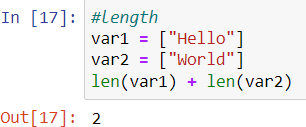 In [17]: #length
var1 = ["Hello"]
var2 = ["World"]
len(var1) + len(var2)
Out[17]: 2